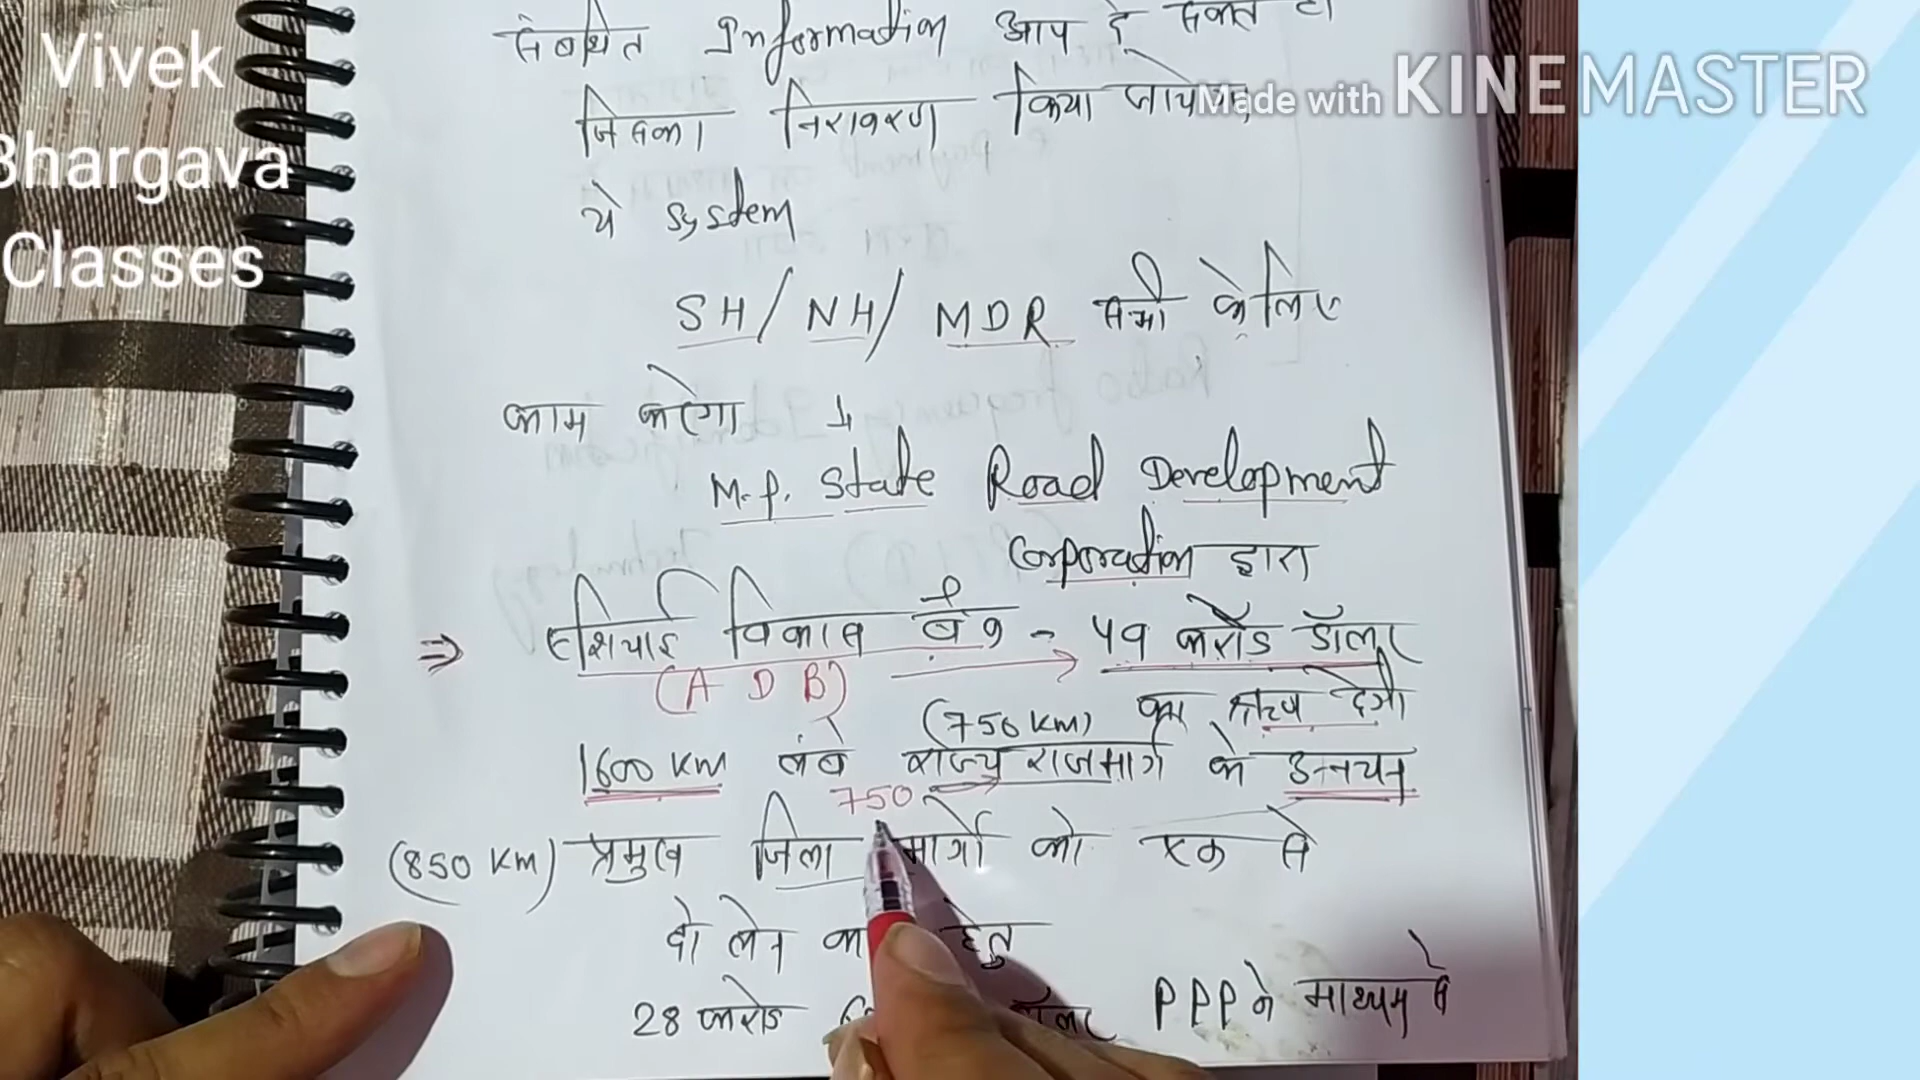 Vivek
Bhargava
Classes
Made with KINEMASTER
संबंधित Information आप दे सकते हो
जिसका निराकरण किया जायेगा,
ये System
SH/ NH/ MDR सभी के लिए
काम करेगा
M.P. State Road Development
Corporation द्वारा
⇒ एशियाई विकास बैंक - 49 करोड़ डॉलर
(A D B)
(750 Km) का ऋण देगी
1600 KM लंबे राज्य राजमार्ग के उन्नयन
750
(850 KM) प्रमुख जिला मार्गो को एक से
दो लेन हेतु
28 करोड़ डॉलर PPP के माध्यम से